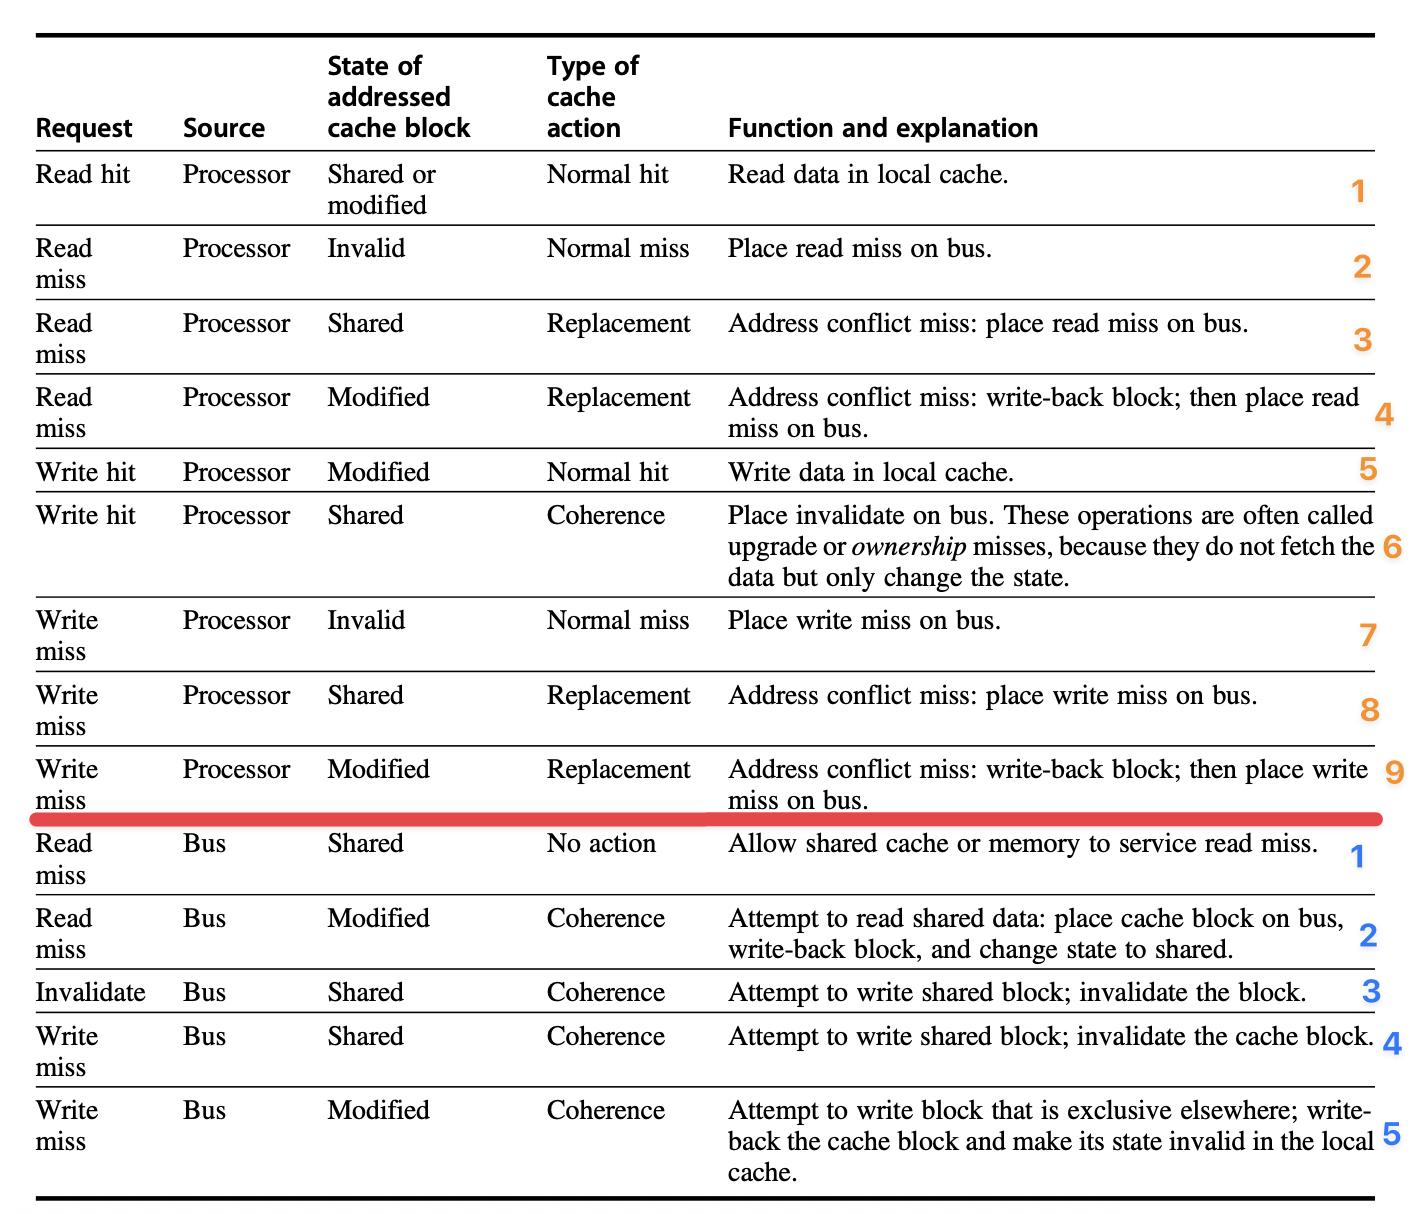 Request Source State of addressed cache block Type of cache action Function and explanation
Read hit Processor Shared or modified Normal hit Read data in local cache. 1
Read miss Processor Invalid Normal miss Place read miss on bus. 2
Read miss Processor Shared Replacement Address conflict miss: place read miss on bus. 3
Read miss Processor Modified Replacement Address conflict miss: write-back block; then place read miss on bus. 4
Write hit Processor Modified Normal hit Write data in local cache. 5
Write hit Processor Shared Coherence Place invalidate on bus. These operations are often called upgrade or ownership misses, because they do not fetch the data but only change the state. 6
Write miss Processor Invalid Normal miss Place write miss on bus. 7
Write miss Processor Shared Replacement Address conflict miss: place write miss on bus. 8
Write miss Processor Modified Replacement Address conflict miss: write-back block; then place write miss on bus. 9
Read miss Bus Shared No action Allow shared cache or memory to service read miss. 1
Read miss Bus Modified Coherence Attempt to read shared data: place cache block on bus, write-back block, and change state to shared. 2
Invalidate Bus Shared Coherence Attempt to write shared block; invalidate the block. 3
Write miss Bus Shared Coherence Attempt to write shared block; invalidate the cache block. 4
Write miss Bus Modified Coherence Attempt to write block that is exclusive elsewhere; write-back the cache block and make its state invalid in the local cache. 5